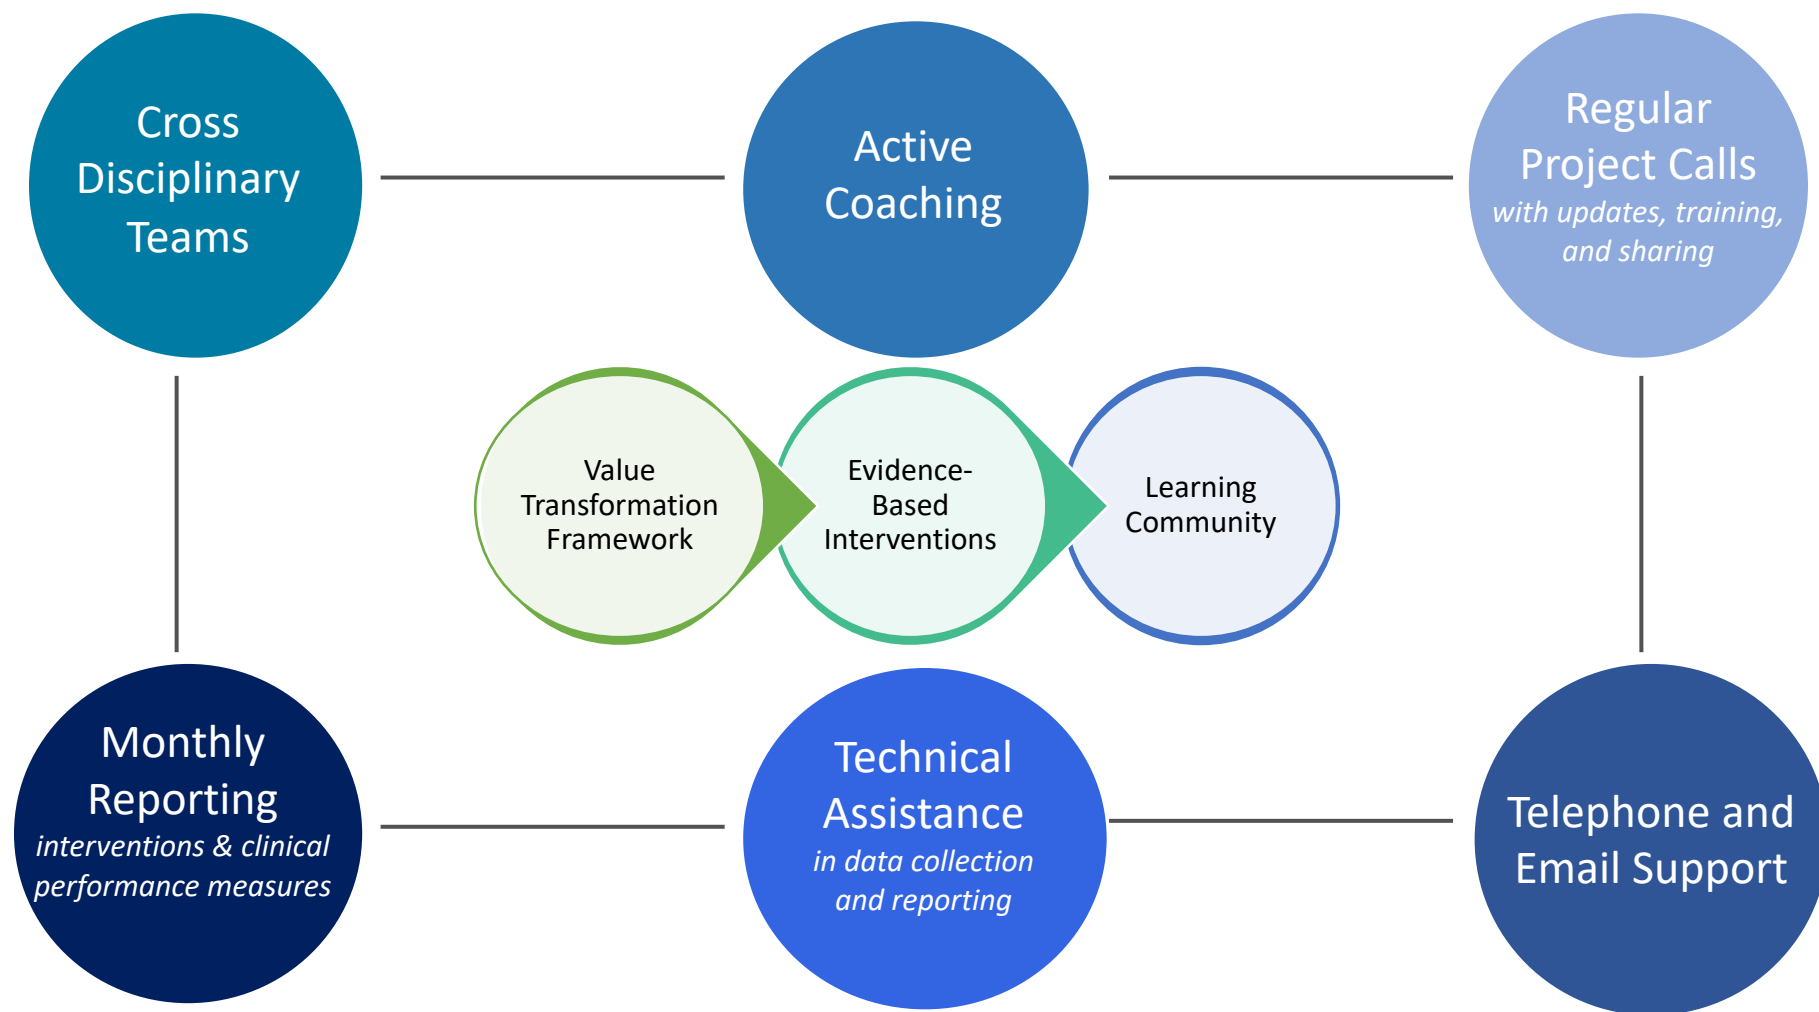 Cross
Disciplinary
Teams
Active
Coaching
Regular
Project Calls
with updates, training,
and sharing
Value
Transformation
Framework
Evidence-
Based
Interventions
Learning
Community
Monthly
Reporting
interventions & clinical
performance measures
Technical
Assistance
in data collection
and reporting
Telephone and
Email Support